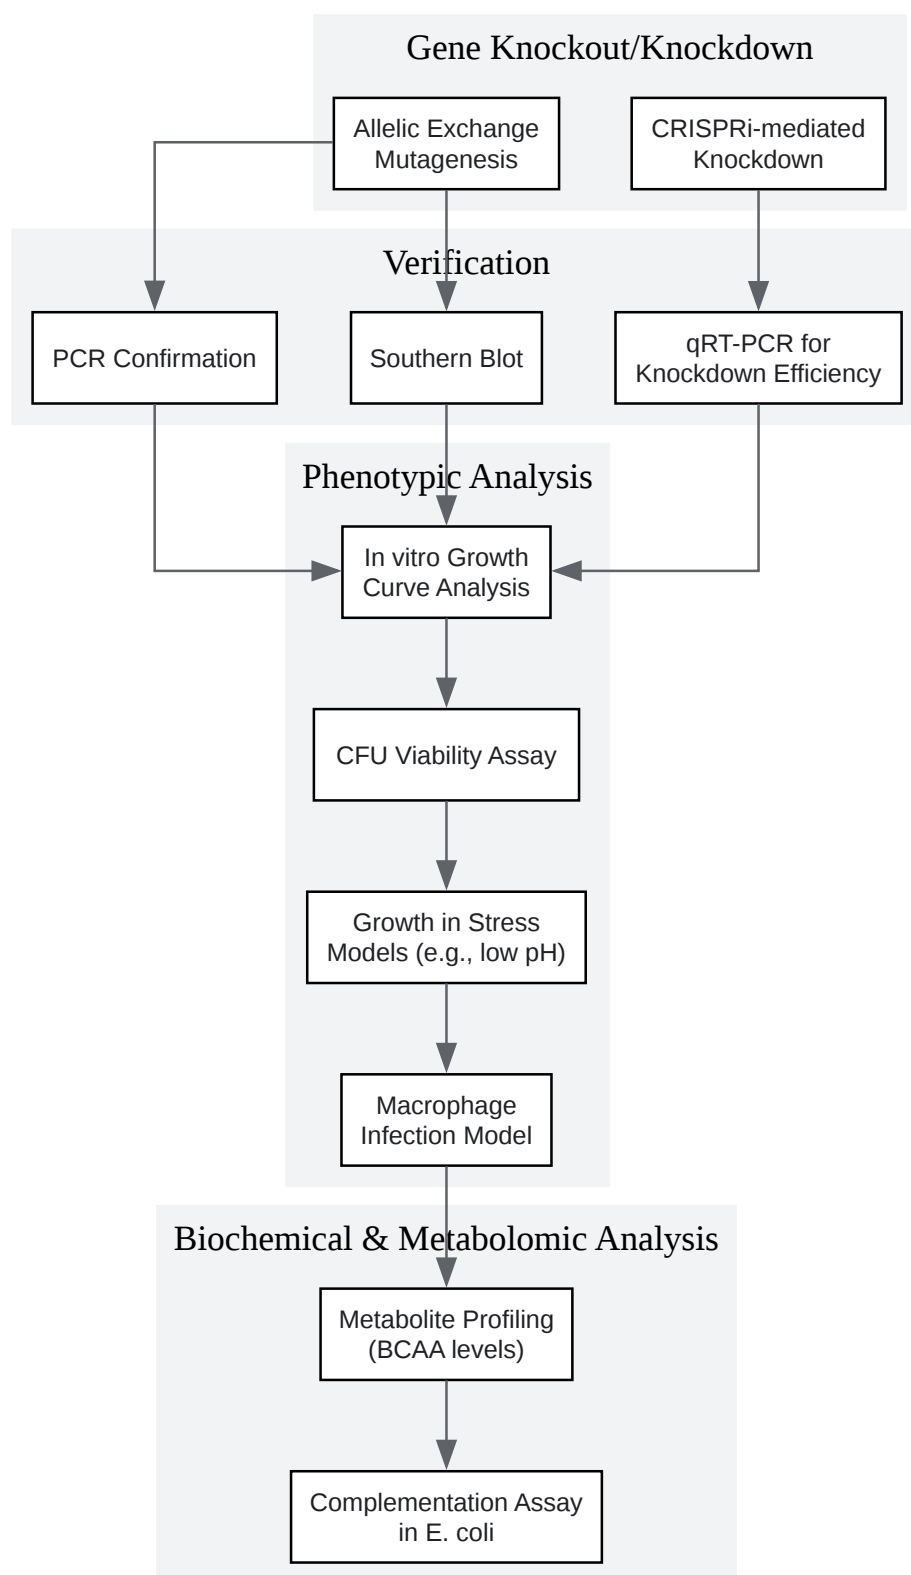 Gene Knockout/Knockdown
Allelic Exchange
Mutagenesis
CRISPRi-mediated
Knockdown
Verification
PCR Confirmation
Southern Blot
qRT-PCR for
Knockdown Efficiency
Phenotypic Analysis
In vitro Growth
Curve Analysis
CFU Viability Assay
Growth in Stress
Models (e.g., low pH)
Macrophage
Infection Model
Biochemical & Metabolomic Analysis
Metabolite Profiling
(BCAA levels)
Complementation Assay
in E. coli